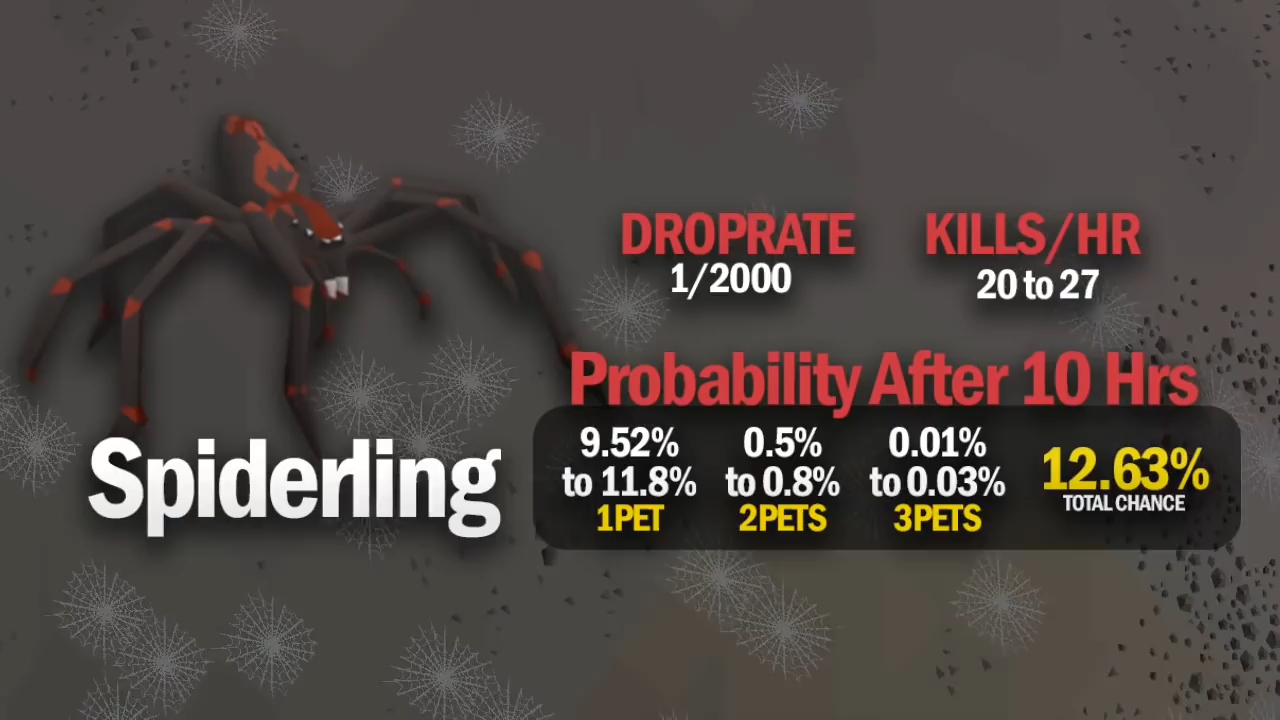 DROPRATE
1/2000
KILLS/HR
20 to 27
Probability After 10 Hrs
Spiderling
9.52%
to 11.8%
1PET
0.5%
to 0.8%
2PETS
0.01%
to 0.03%
3PETS
12.63%
TOTAL CHANCE